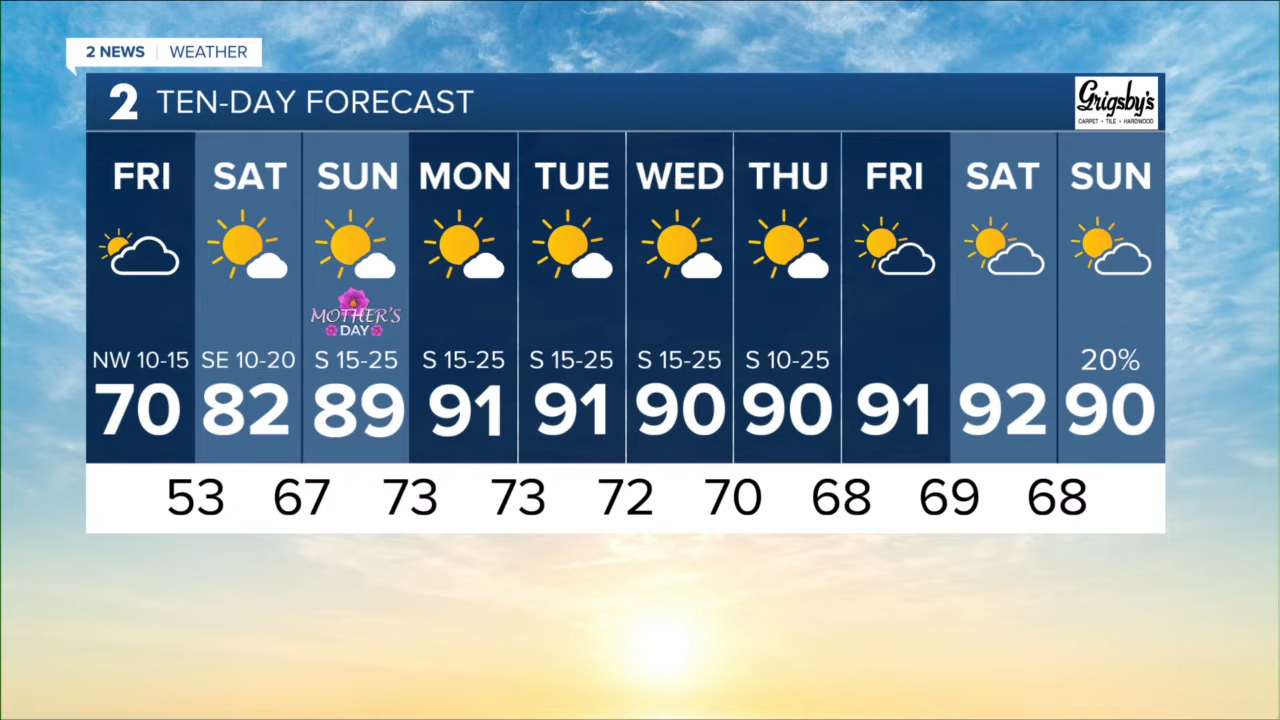 2 NEWS | WEATHER
2 TEN-DAY FORECAST
Grigsby's
CARPET • TILE • HARDWOOD
FRI SAT SUN MON TUE WED THU FRI SAT SUN
MOTHER'S
DAY
NW 10-15 SE 10-20 S 15-25 S 15-25 S 15-25 S 15-25 S 10-25 20%
70 82 89 91 91 90 90 91 92 90
53 67 73 73 72 70 68 69 68